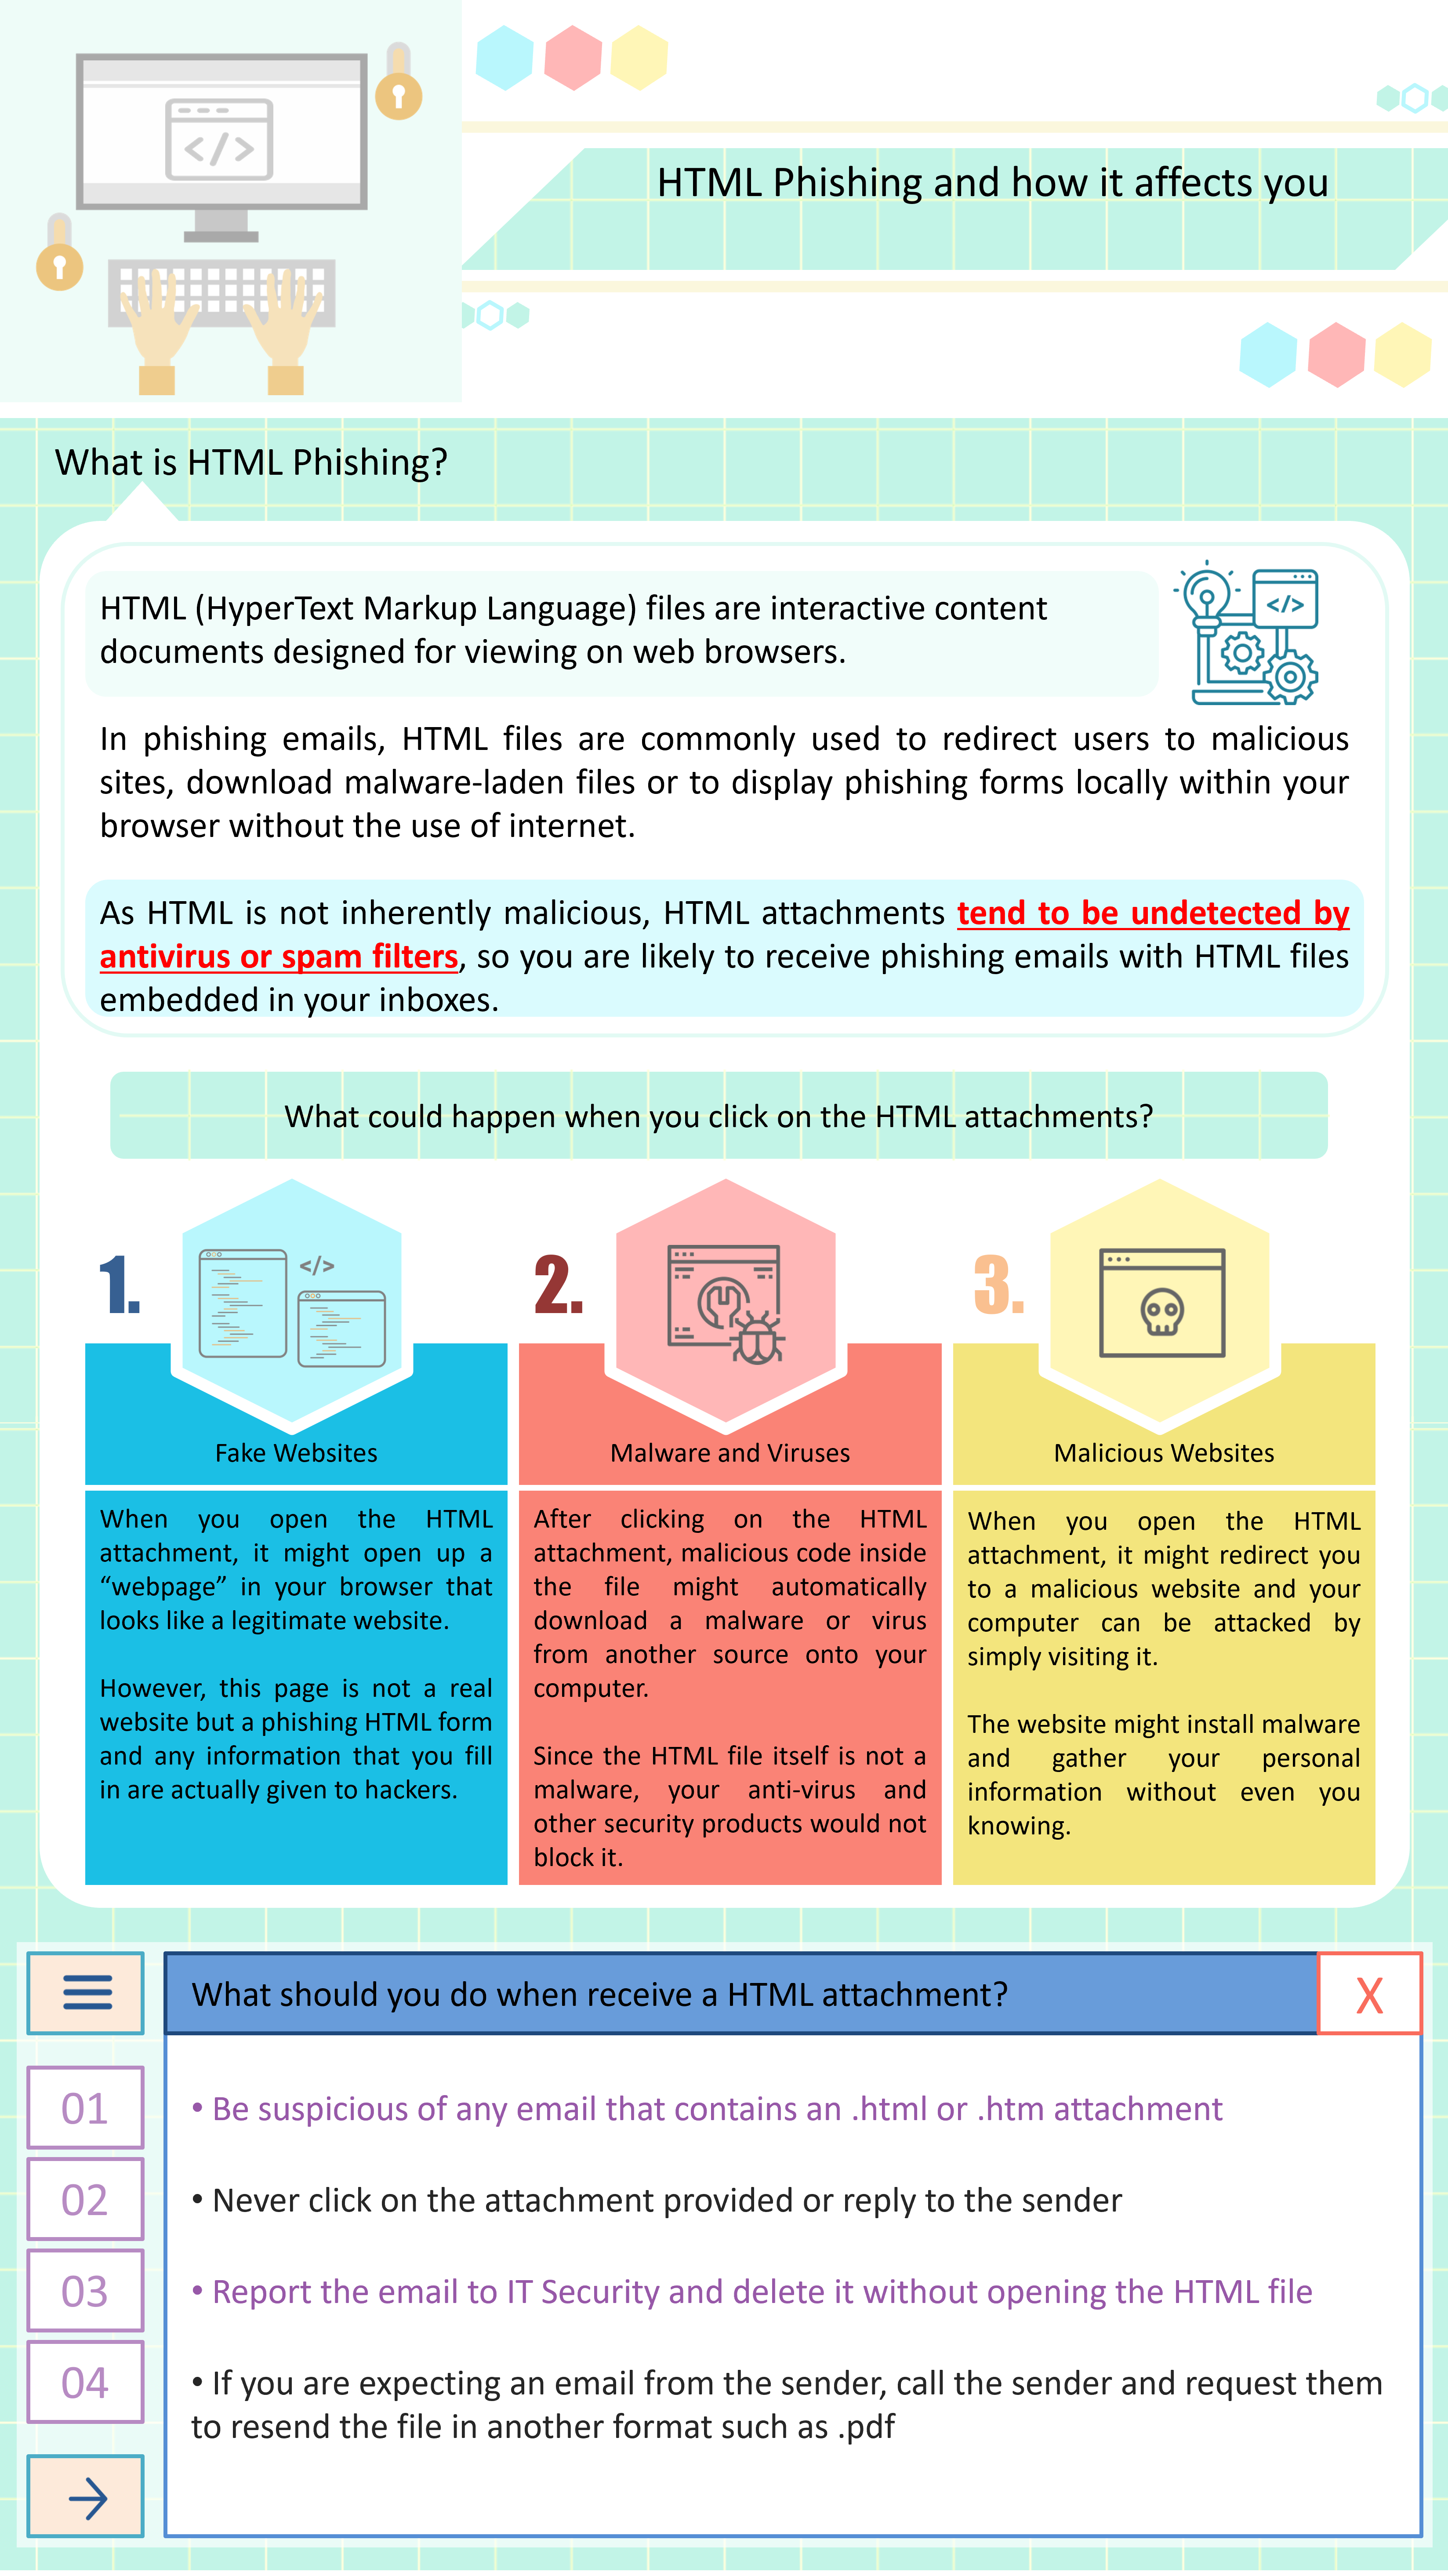 HTML Phishing and how it affects you
What is HTML Phishing?
HTML (HyperText Markup Language) files are interactive content
documents designed for viewing on web browsers.
</>
In phishing emails, HTML files are commonly used to redirect users to malicious
sites, download malware-laden files or to display phishing forms locally within your
browser without the use of internet.
As HTML is not inherently malicious, HTML attachments tend to be undetected by
antivirus or spam filters, so you are likely to receive phishing emails with HTML files
embedded in your inboxes.
What could happen when you click on the HTML attachments?
1.
</>
Fake Websites
When you open the HTML
attachment, it might open up a
“webpage” in your browser that
looks like a legitimate website.
However, this page is not a real
website but a phishing HTML form
and any information that you fill
in are actually given to hackers.
2.
Malware and Viruses
After clicking on the HTML
attachment, malicious code inside
the file might automatically
download a malware or virus
from another source onto your
computer.
Since the HTML file itself is not a
malware, your anti-virus and
other security products would not
block it.
3.
Malicious Websites
When you open the HTML
attachment, it might redirect you
to a malicious website and your
computer can be attacked by
simply visiting it.
The website might install malware
and gather your personal
information without even you
knowing.
What should you do when receive a HTML attachment?
X
01
• Be suspicious of any email that contains an .html or .htm attachment
02
• Never click on the attachment provided or reply to the sender
03
• Report the email to IT Security and delete it without opening the HTML file
04
• If you are expecting an email from the sender, call the sender and request them
to resend the file in another format such as .pdf